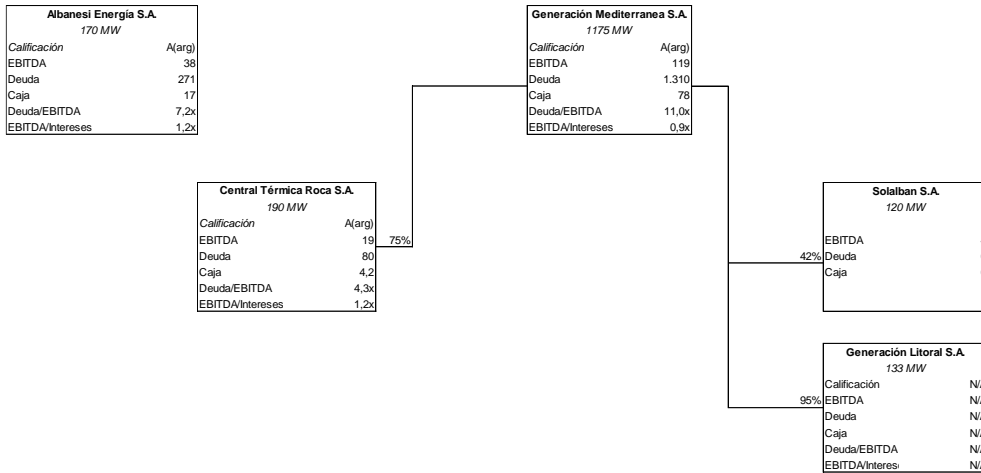 Albanesi Energía S.A.
170 MW
Calificación A(arg)
EBITDA 38
Deuda 271
Caja 17
Deuda/EBITDA 7,2x
EBITDA/Intereses 1,2x
Generación Mediterranea S.A.
1175 MW
Calificación A(arg)
EBITDA 119
Deuda 1.310
Caja 78
Deuda/EBITDA 11,0x
EBITDA/Intereses 0,9x
Central Térmica Roca S.A.
190 MW
Calificación A(arg)
EBITDA 19 75%
Deuda 80
Caja 4,2
Deuda/EBITDA 4,3x
EBITDA/Intereses 1,2x
Solalban S.A.
120 MW
EBITDA
42% Deuda
Caja
Generación Litoral S.A.
133 MW
Calificación N/
95% EBITDA N/
Deuda N/
Caja N/
Deuda/EBITDA N/
EBITDA/Interes N/